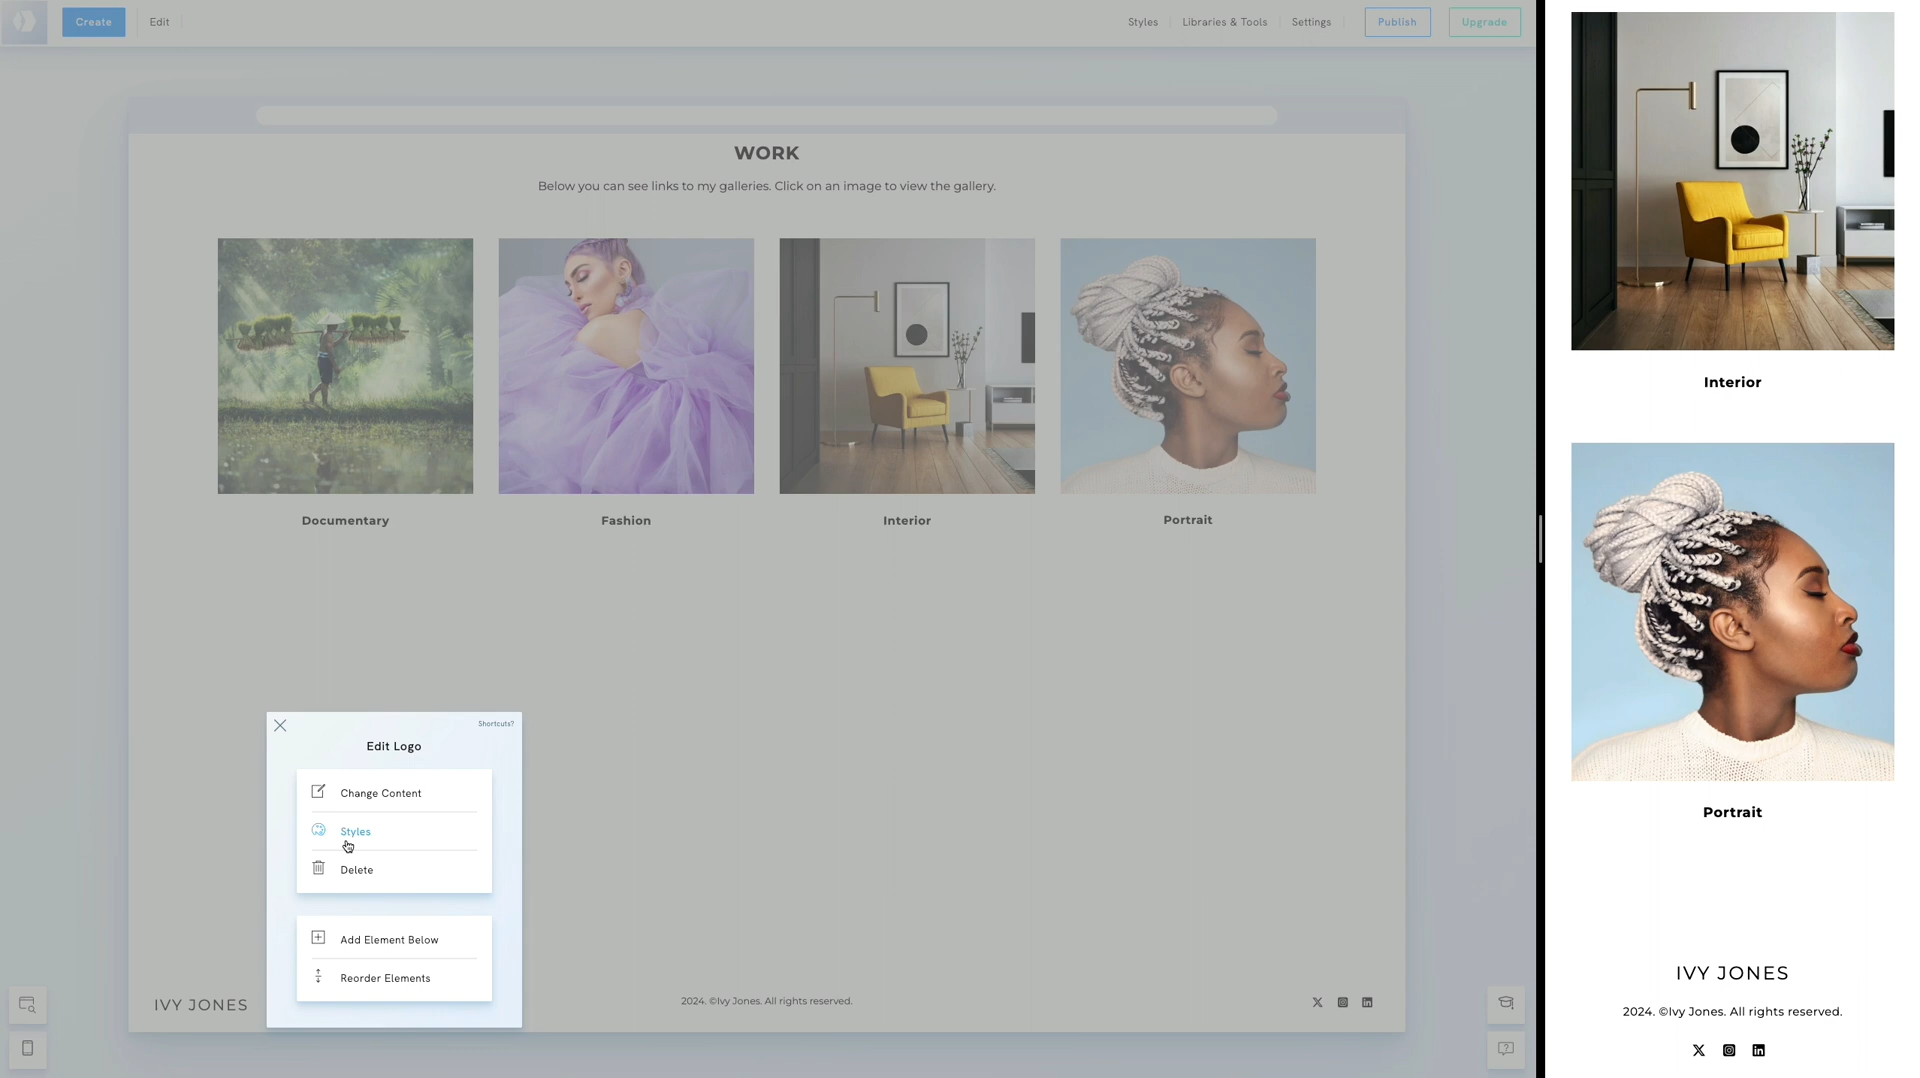 Create
Edit
Styles
Libraries & Tools
Settings
Publish
Upgrade
WORK
Below you can see links to my galleries. Click on an image to view the gallery.
Documentary
Fashion
Interior
Portrait
Shortcuts?
Edit Logo
Change Content
Styles
Delete
Add Element Below
Reorder Elements
IVY JONES
2024. ©Ivy Jones. All rights reserved.
Interior
Portrait
IVY JONES
2024. ©Ivy Jones. All rights reserved.